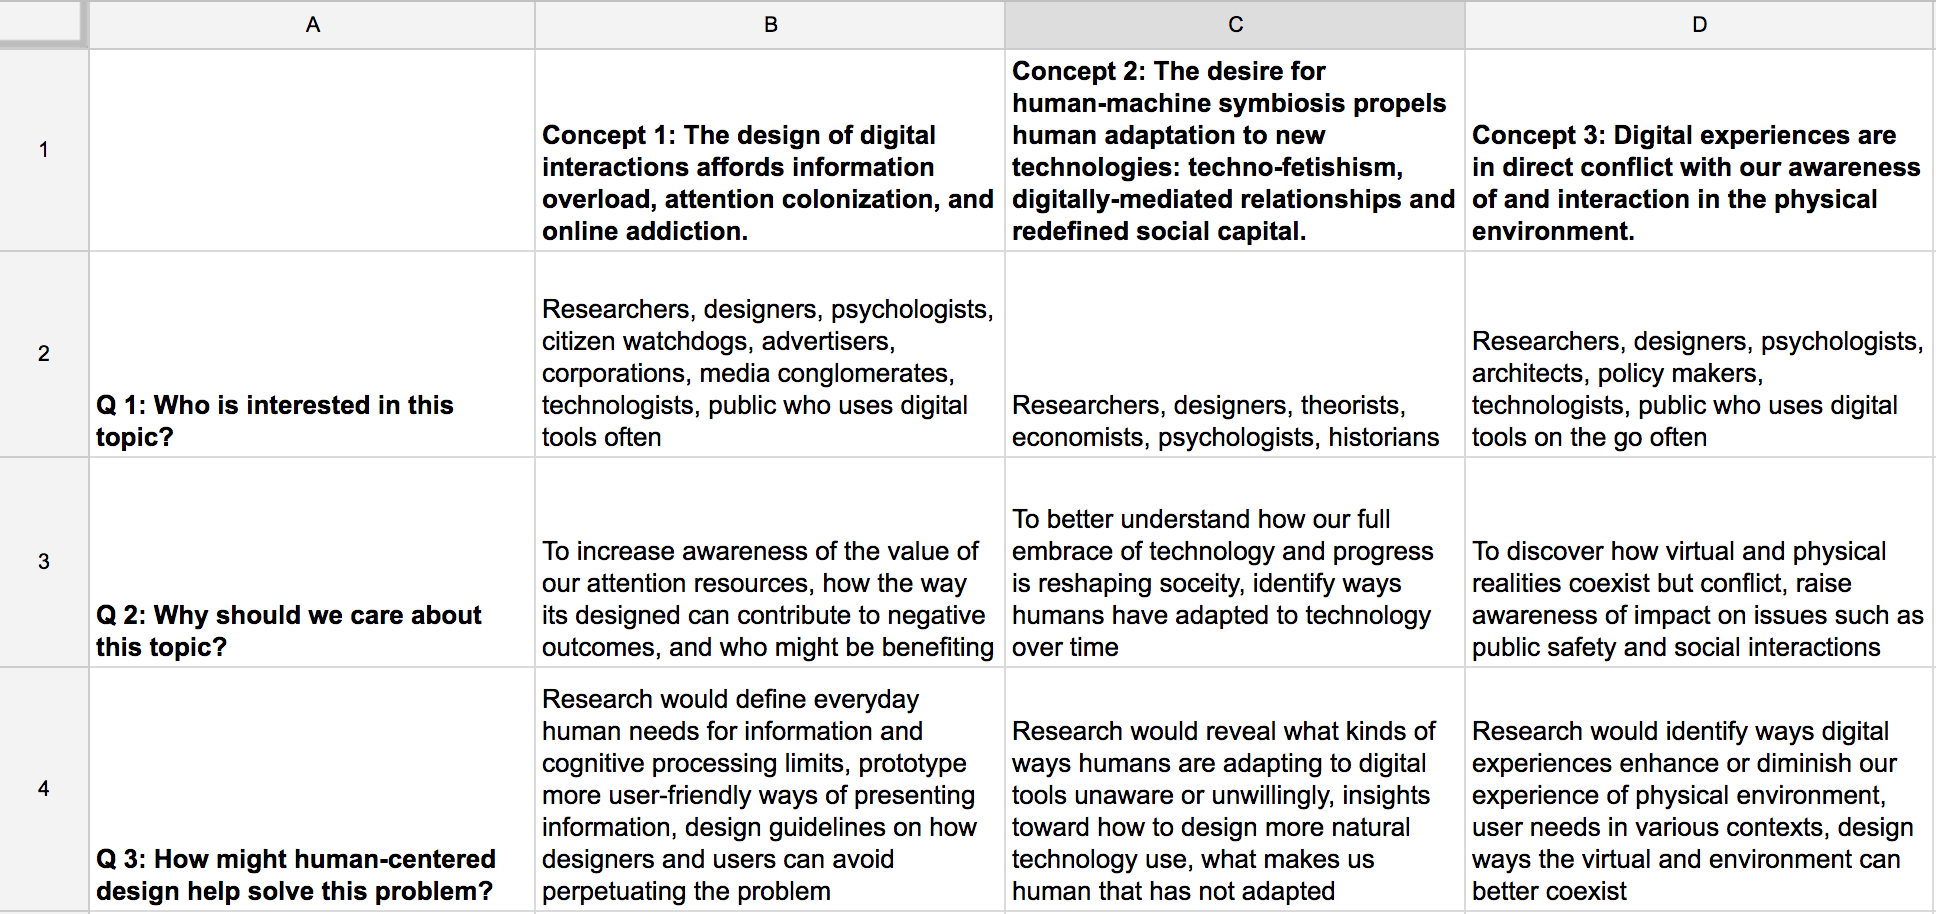 A
B
C
D
1
Concept 1: The design of digital
interactions affords information
overload, attention colonization, and
online addiction.
Concept 2: The desire for
human-machine symbiosis propels
human adaptation to new
technologies: techno-fetishism,
digitally-mediated relationships and
redefined social capital.
Concept 3: Digital experiences are
in direct conflict with our awareness
of and interaction in the physical
environment.
2
Q 1: Who is interested in this
topic?
Researchers, designers, psychologists,
citizen watchdogs, advertisers,
corporations, media conglomerates,
technologists, public who uses digital
tools often
Researchers, designers, theorists,
economists, psychologists, historians
Researchers, designers, psychologists,
architects, policy makers,
technologists, public who uses digital
tools on the go often
3
Q 2: Why should we care about
this topic?
To increase awareness of the value of
our attention resources, how the way
its designed can contribute to negative
outcomes, and who might be benefiting
To better understand how our full
embrace of technology and progress
is reshaping soceity, identify ways
humans have adapted to technology
over time
To discover how virtual and physical
realities coexist but conflict, raise
awareness of impact on issues such as
public safety and social interactions
4
Q 3: How might human-centered
design help solve this problem?
Research would define everyday
human needs for information and
cognitive processing limits, prototype
more user-friendly ways of presenting
information, design guidelines on how
designers and users can avoid
perpetuating the problem
Research would reveal what kinds of
ways humans are adapting to digital
tools unaware or unwillingly, insights
toward how to design more natural
technology use, what makes us
human that has not adapted
Research would identify ways digital
experiences enhance or diminish our
experience of physical environment,
user needs in various contexts, design
ways the virtual and environment can
better coexist